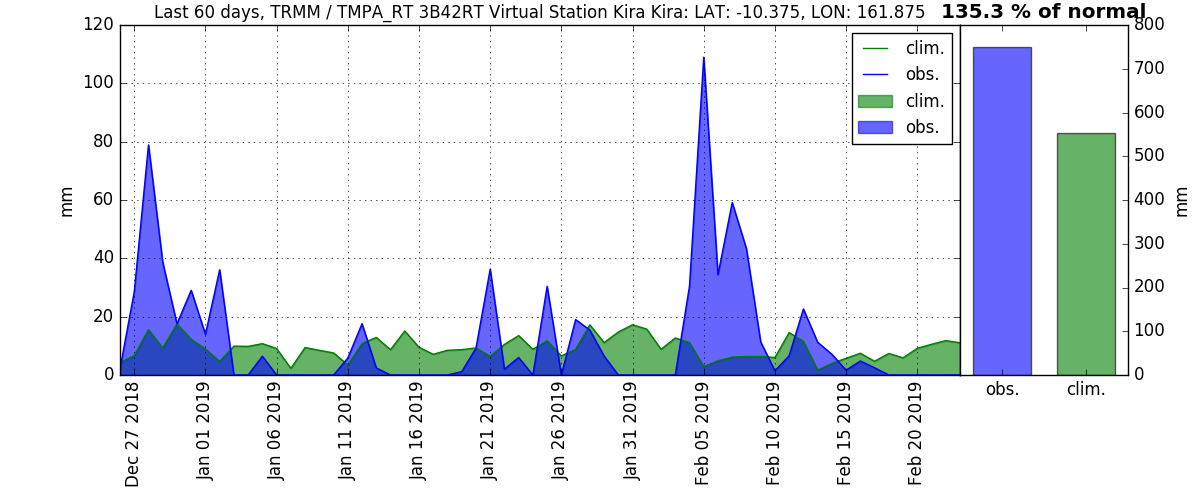 Last 60 days, TRMM / TMPA_RT 3B42RT Virtual Station Kira Kira: LAT: -10.375, LON: 161.875
135.3 % of normal
120
100
80
60
40
20
0
mm
clim.
obs.
clim.
obs.
Dec 27 2018
Jan 01 2019
Jan 06 2019
Jan 11 2019
Jan 16 2019
Jan 21 2019
Jan 26 2019
Jan 31 2019
Feb 05 2019
Feb 10 2019
Feb 15 2019
Feb 20 2019
800
700
600
500
400
300
200
100
0
mm
obs.
clim.